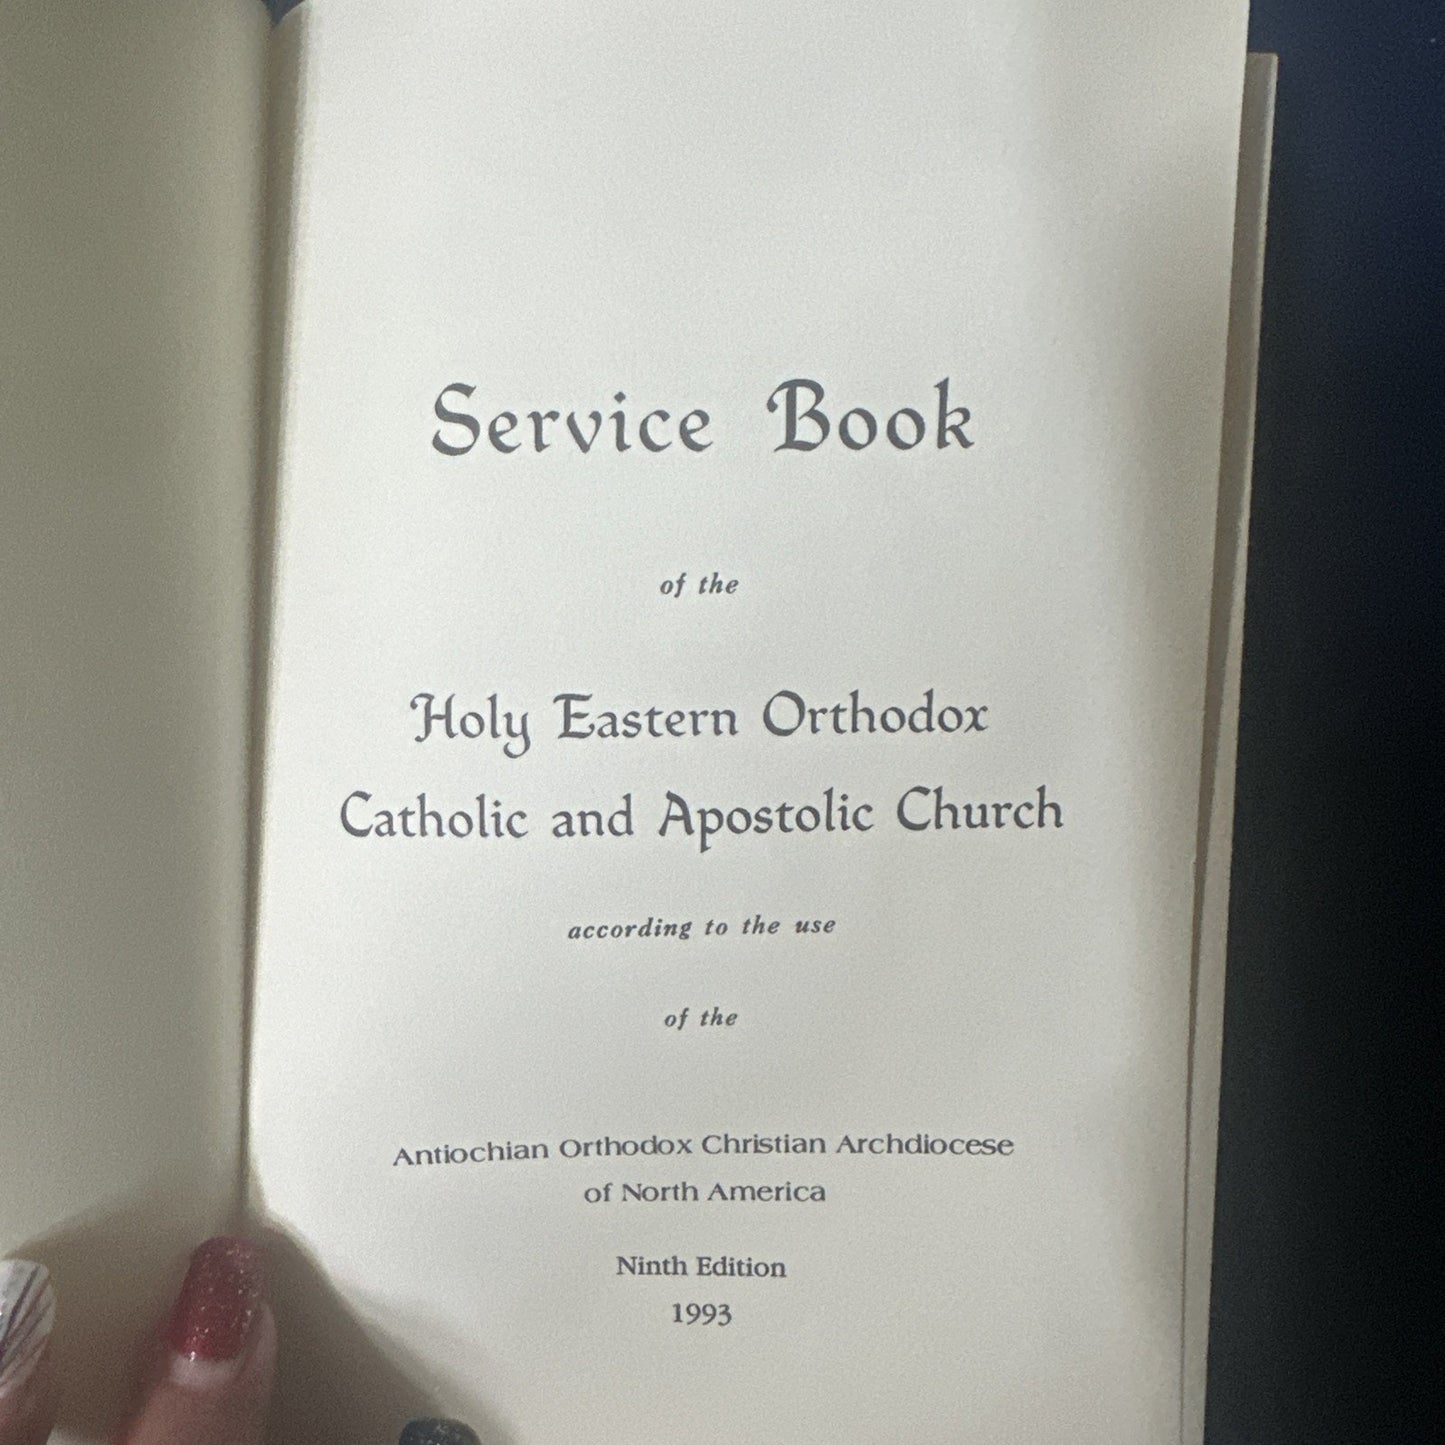 Service Book
of the
Holy Eastern Orthodox
Catholic and Apostolic Church
according to the use
of the
Antiochian Orthodox Christian Archdiocese
of North America
Ninth Edition
1993